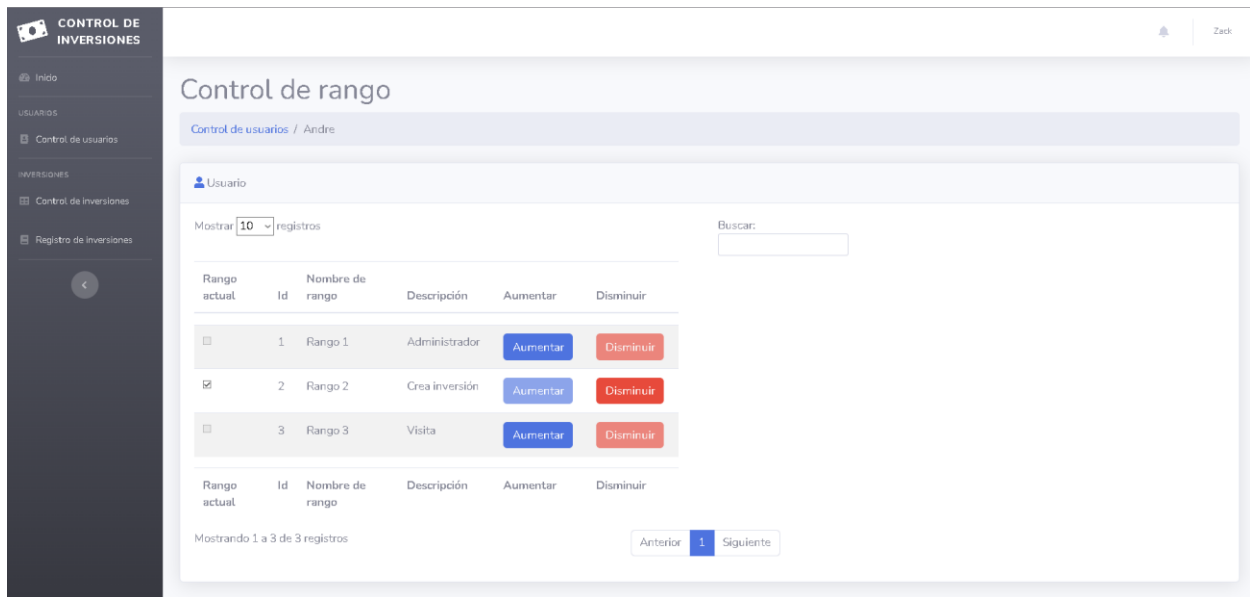 CONTROL DE
INVERSIONES
Zack
Inicio
USUARIOS
Control de usuarios
INVERSIONES
Control de inversiones
Registro de inversiones
Control de rango
Control de usuarios / Andre
Usuario
Mostrar 10 registros
Buscar:
Rango actual Id Nombre de rango Descripción Aumentar Disminuir
1 Rango 1 Administrador Aumentar Disminuir
2 Rango 2 Crea inversión Aumentar Disminuir
3 Rango 3 Visita Aumentar Disminuir
Rango actual Id Nombre de rango Descripción Aumentar Disminuir
Mostrando 1 a 3 de 3 registros
Anterior 1 Siguiente